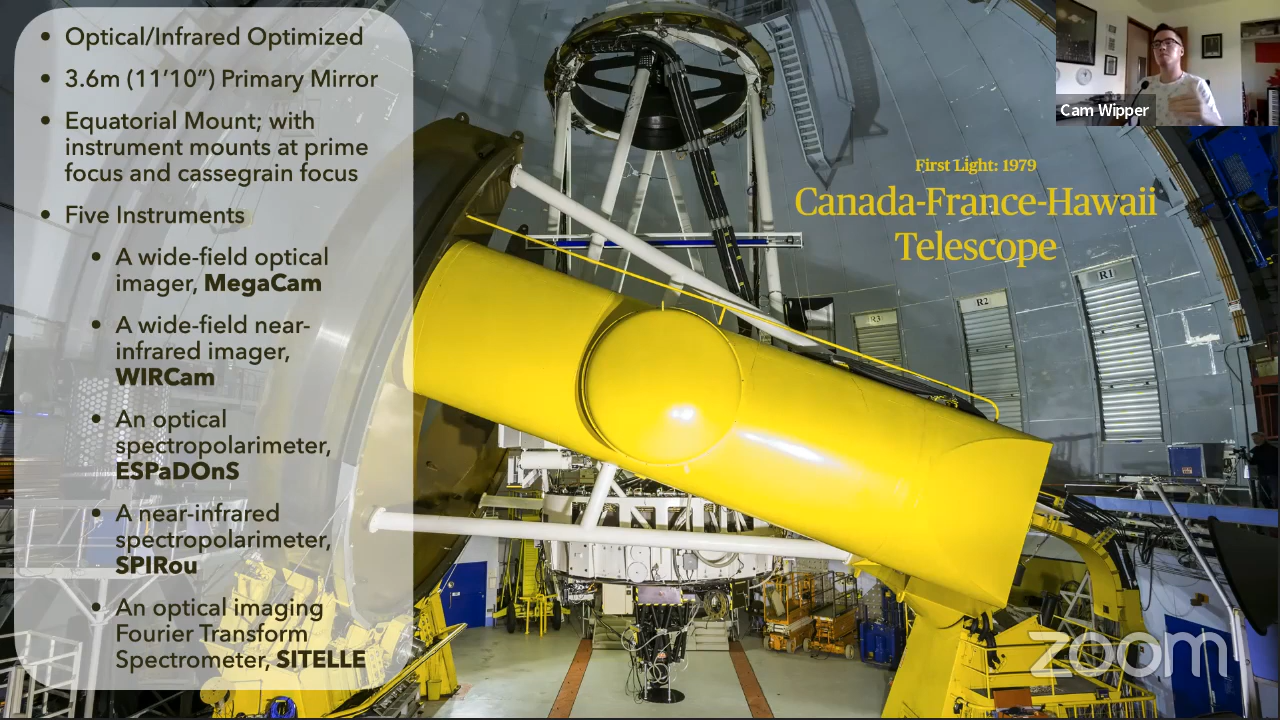 • Optical/Infrared Optimized
• 3.6m (11’10”) Primary Mirror
• Equatorial Mount; with
instrument mounts at prime
focus and cassegrain focus
• Five Instruments
• A wide-field optical
imager, MegaCam
• A wide-field near-
infrared imager,
WIRCam
• An optical
spectropolarimeter,
ESPaDOnS
• A near-infrared
spectropolarimeter,
SPIRou
• An optical imaging
Fourier Transform
Spectrometer, SITELLE
Cam Wipper
First Light: 1979
Canada-France-Hawaii
Telescope
R1
R2
R3
zoom